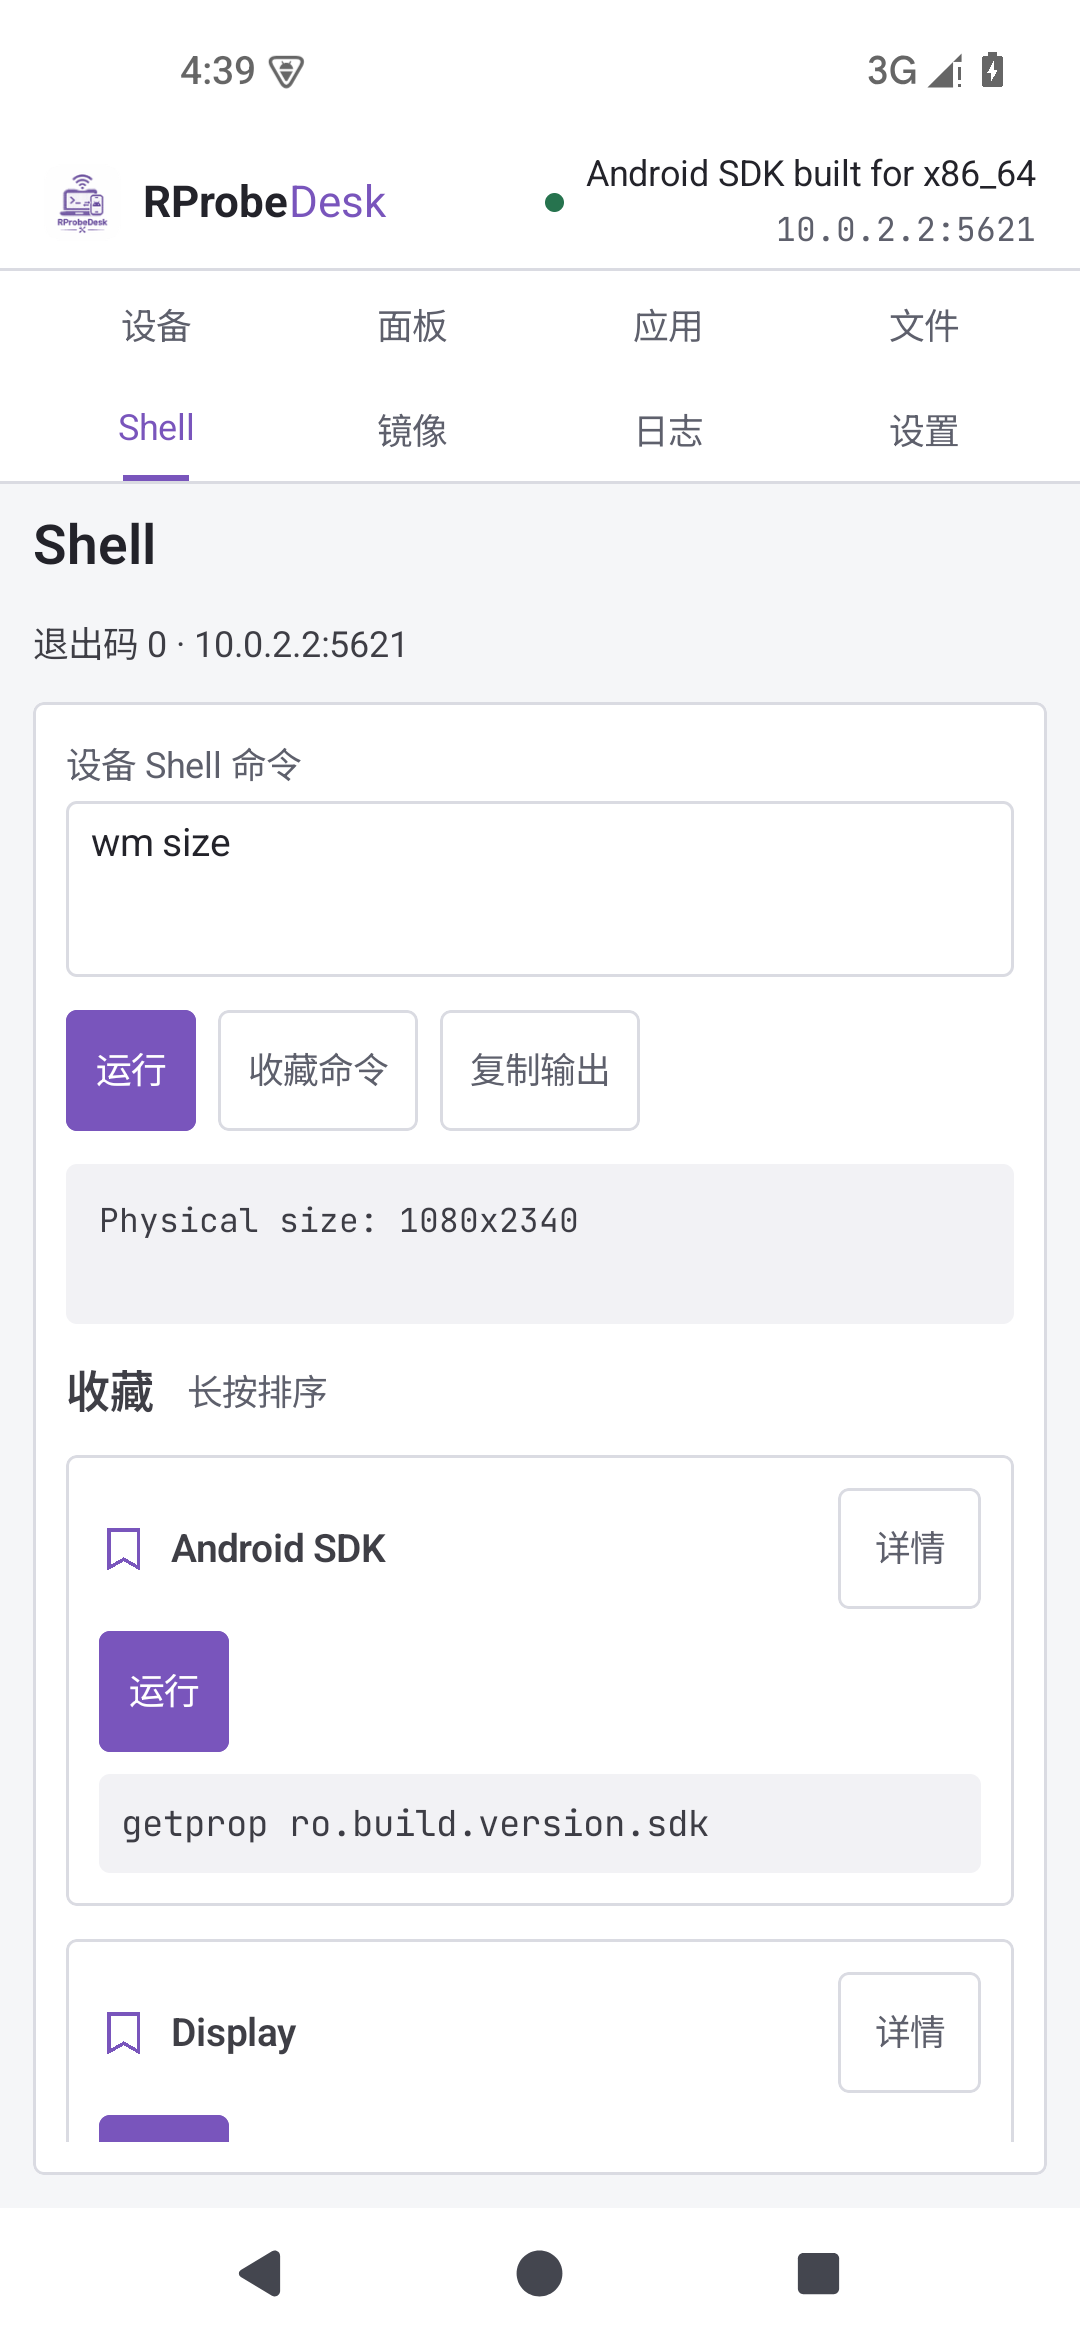 4:39
3G
RProbeDesk
RProbeDesk
Android SDK built for x86_64
10.0.2.2:5621
设备 面板 应用 文件
Shell 镜像 日志 设置
Shell
退出码 0 · 10.0.2.2:5621
设备 Shell 命令
wm size
运行 收藏命令 复制输出
Physical size: 1080x2340
收藏 长按排序
Android SDK 详情
运行
getprop ro.build.version.sdk
Display 详情